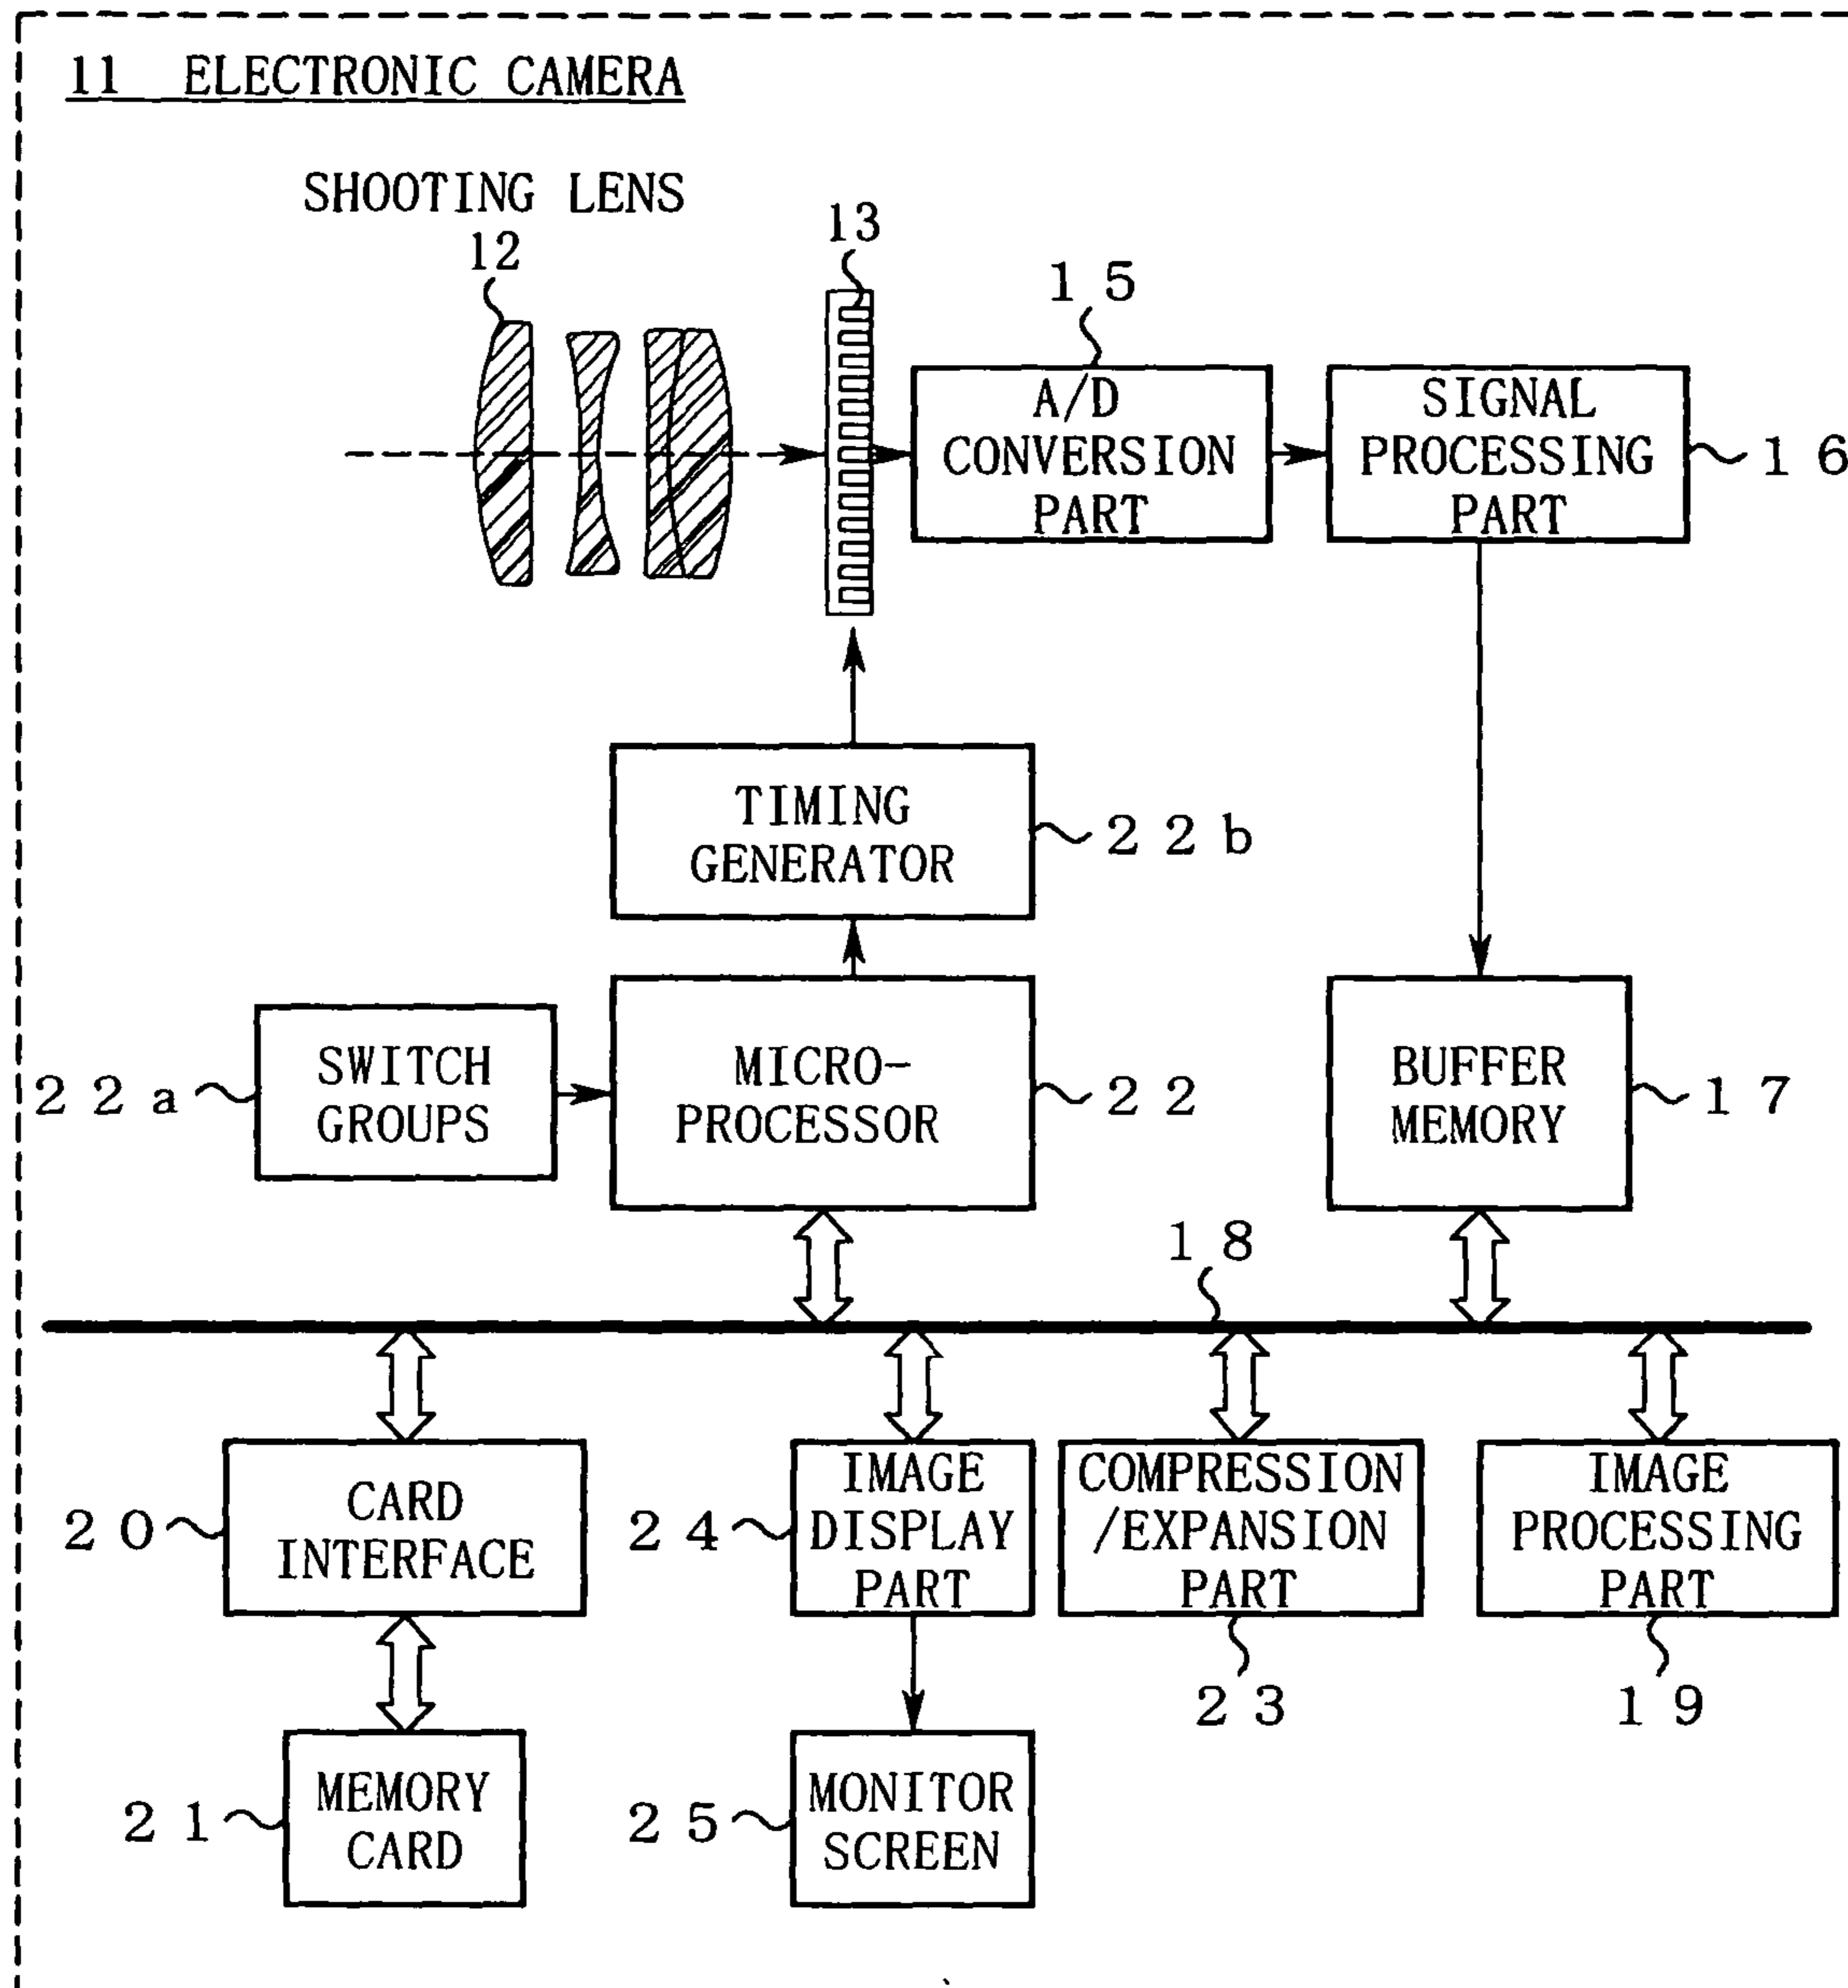 11 ELECTRONIC CAMERA
SHOOTING LENS
12
13
15
A/D
CONVERSION
PART
SIGNAL
PROCESSING
PART
16
TIMING
GENERATOR
22b
22a
SWITCH
GROUPS
MICRO-
PROCESSOR
22
BUFFER
MEMORY
17
18
20
CARD
INTERFACE
24
IMAGE
DISPLAY
PART
COMPRESSION
/EXPANSION
PART
23
IMAGE
PROCESSING
PART
19
21
MEMORY
CARD
25
MONITOR
SCREEN